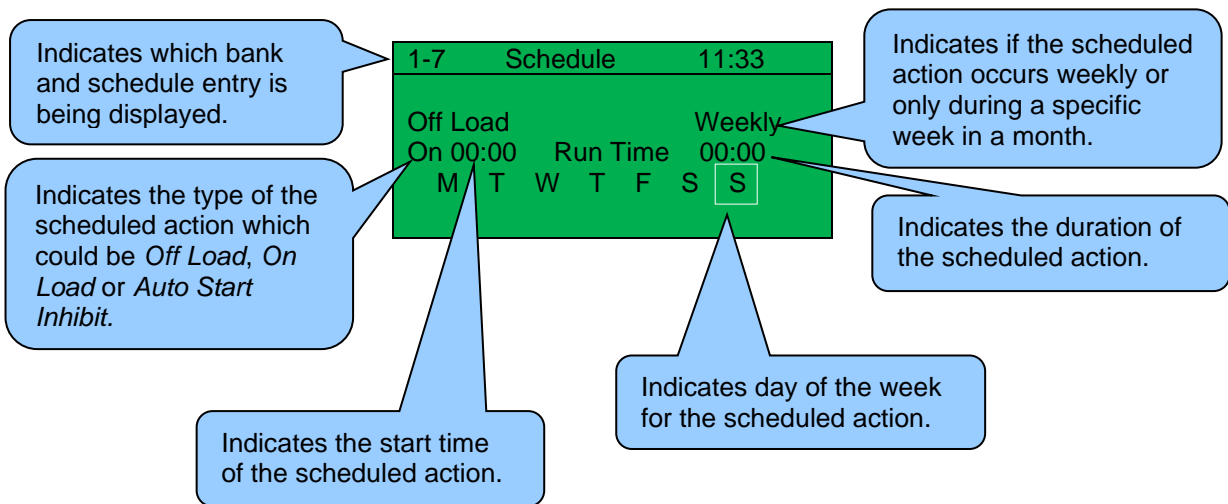 Indicates which bank
and schedule entry is
being displayed.
1-7 Schedule 11:33
Off Load Weekly
On 00:00 Run Time 00:00
M T W T F S S
Indicates if the scheduled
action occurs weekly or
only during a specific
week in a month.
Indicates the type of the
scheduled action which
could be Off Load, On
Load or Auto Start
Inhibit.
Indicates the duration of
the scheduled action.
Indicates day of the week
for the scheduled action.
Indicates the start time
of the scheduled action.